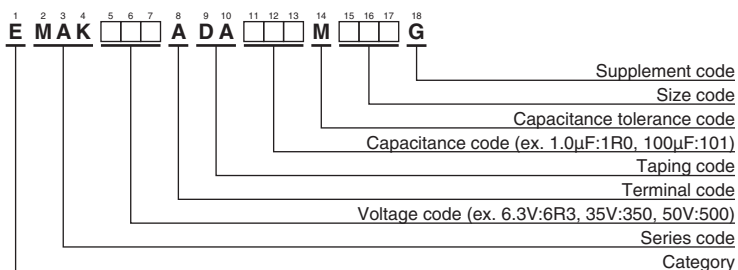 1 2 3 4 5 6 7 8 9 10 11 12 13 14 15 16 17 18
E M A K □□□ A D A □□□ M □□□ G
Supplement code
Size code
Capacitance tolerance code
Capacitance code (ex. 1.0µF:1R0, 100µF:101)
Taping code
Terminal code
Voltage code (ex. 6.3V:6R3, 35V:350, 50V:500)
Series code
Category